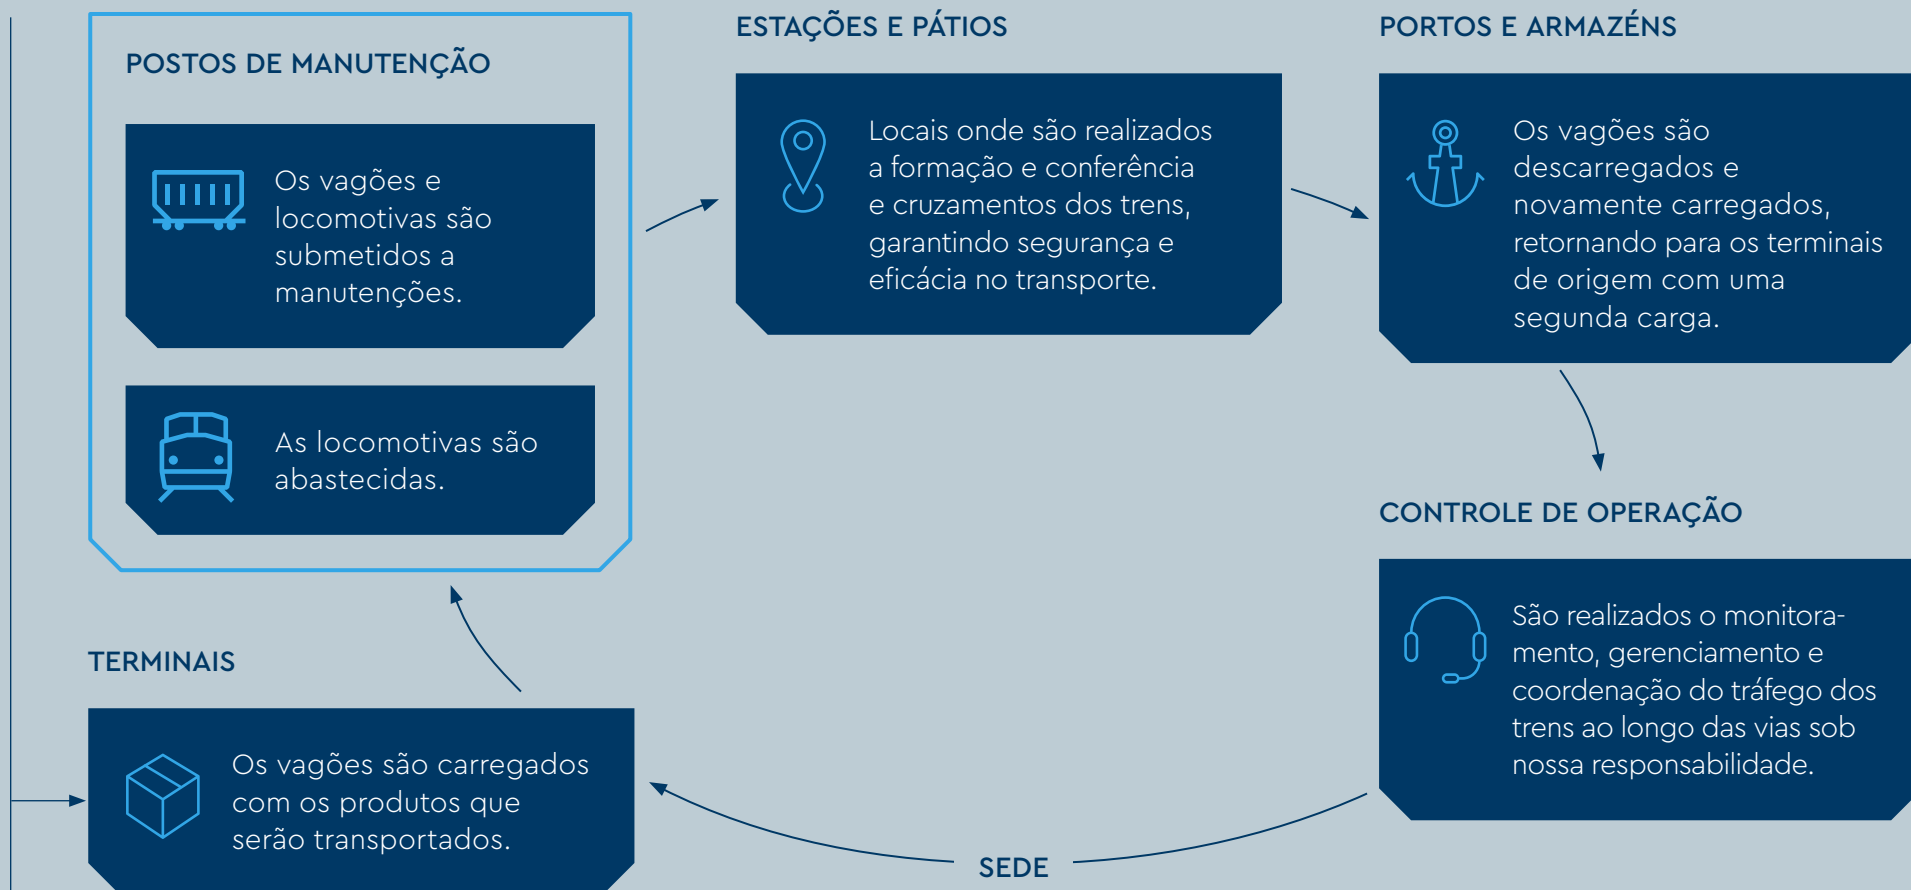 POSTOS DE MANUTENÇÃO
Os vagões e
locomotivas são
submetidos a
manutenções.
As locomotivas são
abastecidas.
ESTAÇÕES E PÁTIOS
Locais onde são realizados
a formação e conferência
e cruzamentos dos trens,
garantindo segurança e
eficácia no transporte.
PORTOS E ARMAZÉNS
Os vagões são
descarregados e
novamente carregados,
retornando para os terminais
de origem com uma
segunda carga.
CONTROLE DE OPERAÇÃO
São realizados o monitora-
mento, gerenciamento e
coordenação do tráfego dos
trens ao longo das vias sob
nossa responsabilidade.
SEDE
TERMINAIS
Os vagões são carregados
com os produtos que
serão transportados.